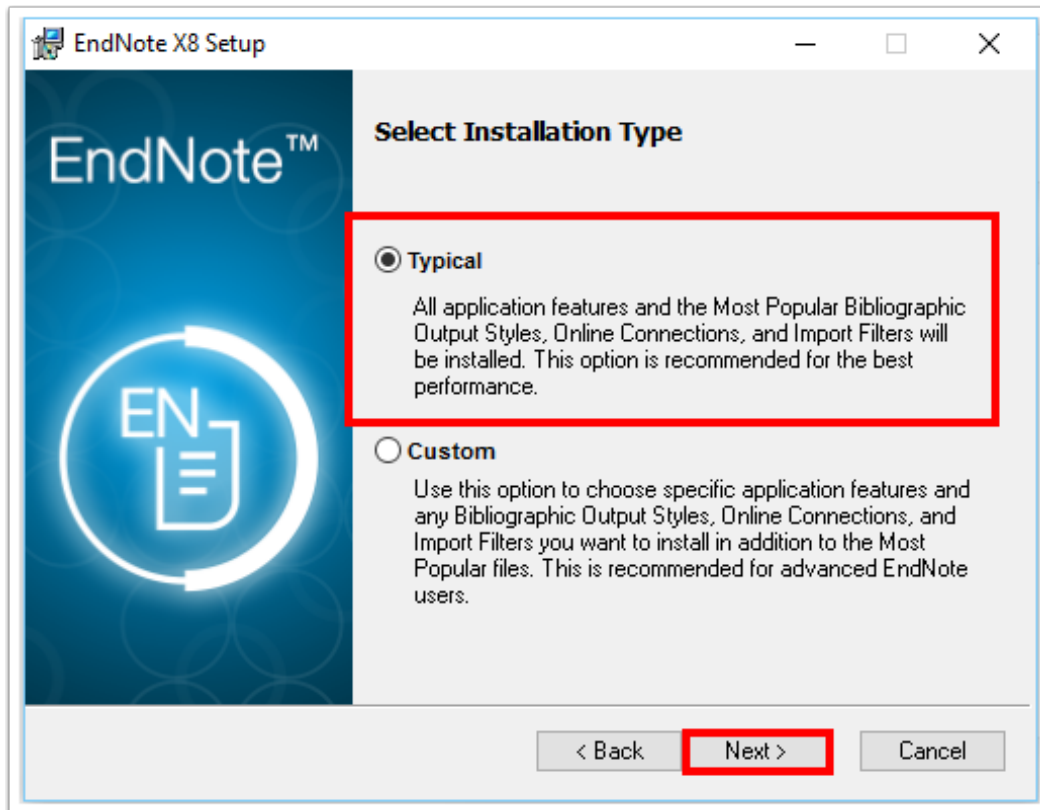 EndNote X8 Setup
EndNote™
Select Installation Type
Typical
All application features and the Most Popular Bibliographic
Output Styles, Online Connections, and Import Filters will
be installed. This option is recommended for the best
performance.
EN
Custom
Use this option to choose specific application features and
any Bibliographic Output Styles, Online Connections, and
Import Filters you want to install in addition to the Most
Popular files. This is recommended for advanced EndNote
users.
< Back Next > Cancel